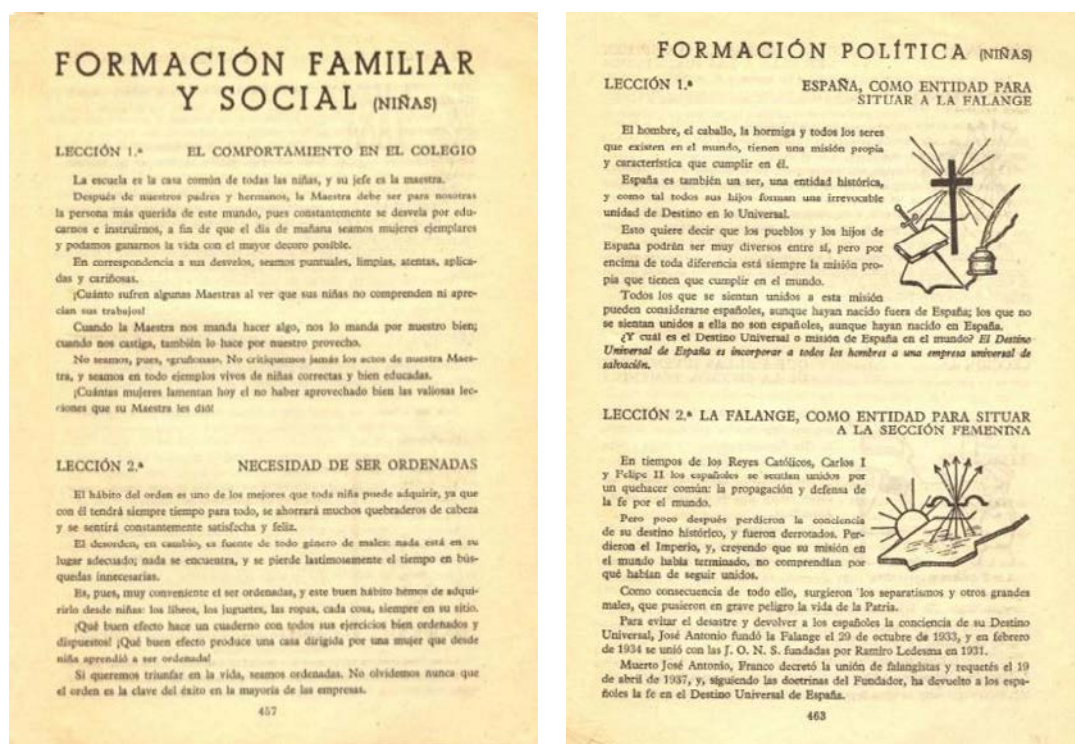 FORMACIÓN FAMILIAR
Y SOCIAL (NIÑAS)
LECCIÓN 1.ª EL COMPORTAMIENTO EN EL COLEGIO
La escuela es la casa común de todas las niñas, y su jefe es la maestra.
Después de nuestros padres y hermanos, la Maestra debe ser para nosotras
la persona más querida de este mundo, pues constantemente se desvela por edu-
carnos e instruirnos, a fin de que el día de mañana seamos mujeres ejemplares
y podamos ganarnos la vida con el mayor decoro posible.
En correspondencia a sus desvelos, seamos puntuales, limpias, atentas, aplica-
das y cariñosas.
¡Cuánto sufren algunas Maestras al ver que sus niñas no comprenden ni apre-
cian sus trabajos!
Cuando la Maestra nos manda hacer algo, nos lo manda por nuestro bien;
cuando nos castiga, también lo hace por nuestro provecho.
No seamos, pues, «gruñonas». No critiquemos jamás los actos de nuestra Maes-
tra, y seamos en todo ejemplos vivos de niñas correctas y bien educadas.
¡Cuántas mujeres lamentan hoy el no haber aprovechado bien las valiosas lec-
ciones que su Maestra les dió!
LECCIÓN 2.ª NECESIDAD DE SER ORDENADAS
El hábito del orden es uno de los mejores que toda niña puede adquirir, ya que
con él tendrá siempre tiempo para todo, se ahorrará muchos quebraderos de cabeza
y se sentirá constantemente satisfecha y feliz.
El desorden, en cambio, es fuente de todo género de males: nada está en su
lugar adecuado; nada se encuentra, y se pierde lastimosamente el tiempo en bús-
quedas innecesarias.
Es, pues, muy conveniente el ser ordenadas, y este buen hábito hemos de adqui-
rirlo desde niñas: los libros, los juguetes, las ropas, cada cosa, siempre en su sitio.
¡Qué buen efecto hace un cuaderno con todos sus ejercicios bien ordenados y
dispuestos! ¡Qué buen efecto produce una casa dirigida por una mujer que desde
niña aprendió a ser ordenada!
Si queremos triunfar en la vida, seamos ordenadas. No olvidemos nunca que
el orden es la clave del éxito en la mayoría de las empresas.
457
FORMACIÓN POLÍTICA (NIÑAS)
LECCIÓN 1.ª ESPAÑA, COMO ENTIDAD PARA
SITUAR A LA FALANGE
El hombre, el caballo, la hormiga y todos los seres
que existen en el mundo, tienen una misión propia
y característica que cumplir en él.
España es también un ser, una entidad histórica,
y como tal todos sus hijos forman una irrevocable
unidad de Destino en lo Universal.
Esto quiere decir que los pueblos y los hijos de
España podrán ser muy diversos entre sí, pero por
encima de toda diferencia está siempre la misión pro-
pia que tienen que cumplir en el mundo.
Todos los que se sientan unidos a esta misión
pueden considerarse españoles, aunque hayan nacido fuera de España; los que no
se sientan unidos a ella no son españoles, aunque hayan nacido en España.
¿Y cuál es el Destino Universal o misión de España en el mundo? El Destino
Universal de España es incorporar a todos los hombres a una empresa universal de
salvación.
LECCIÓN 2.ª LA FALANGE, COMO ENTIDAD PARA SITUAR
A LA SECCIÓN FEMENINA
En tiempos de los Reyes Católicos, Carlos I
y Felipe II los españoles se sentían unidos por
un quehacer común: la propagación y defensa de
la fe por el mundo.
Pero poco después perdieron la conciencia
de su destino histórico, y fueron derrotados. Per-
dieron el Imperio, y, creyendo que su misión en
el mundo había terminado, no comprendían por
qué habían de seguir unidos.
Como consecuencia de todo ello, surgieron los separatismos y otros grandes
males, que pusieron en grave peligro la vida de la Patria.
Para evitar el desastre y devolver a los españoles la conciencia de su Destino
Universal, José Antonio fundó la Falange el 29 de octubre de 1933, y en febrero
de 1934 se unió con las J. O. N. S. fundadas por Ramiro Ledesma en 1931.
Muerto José Antonio, Franco decretó la unión de falangistas y requetés el 19
de abril de 1937, y, siguiendo las doctrinas del Fundador, ha devuelto a los espa-
ñoles la fe en el Destino Universal de España.
463